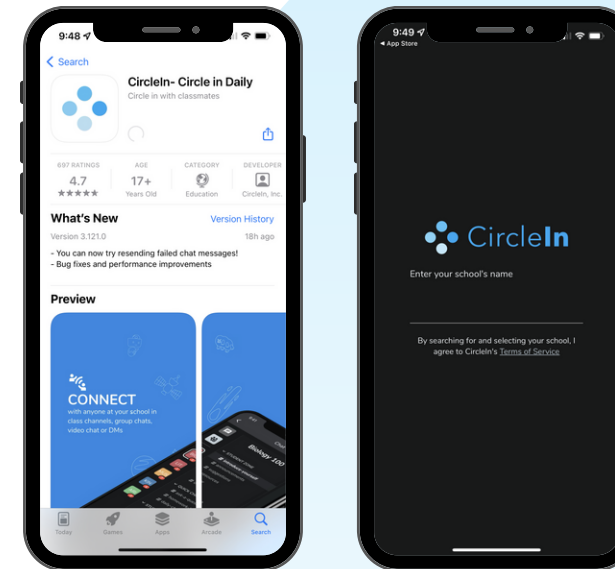 9:48
Search
CircleIn- Circle in Daily
Circle in with classmates
697 RATINGS
4.7
AGE
17+
Years Old
CATEGORY
Education
DEVELOPER
CircleIn, Inc.
What's New
Version History
Version 3.121.0
18h ago
- You can now try resending failed chat messages!
- Bug fixes and performance improvements
Preview
CONNECT
with anyone at your school in
class channels, group chats,
video chat or DMs
Biology 100
Today
Games
Apps
Arcade
Search
9:49
App Store
CircleIn
Enter your school's name
By searching for and selecting your school, I
agree to CircleIn's Terms of Service